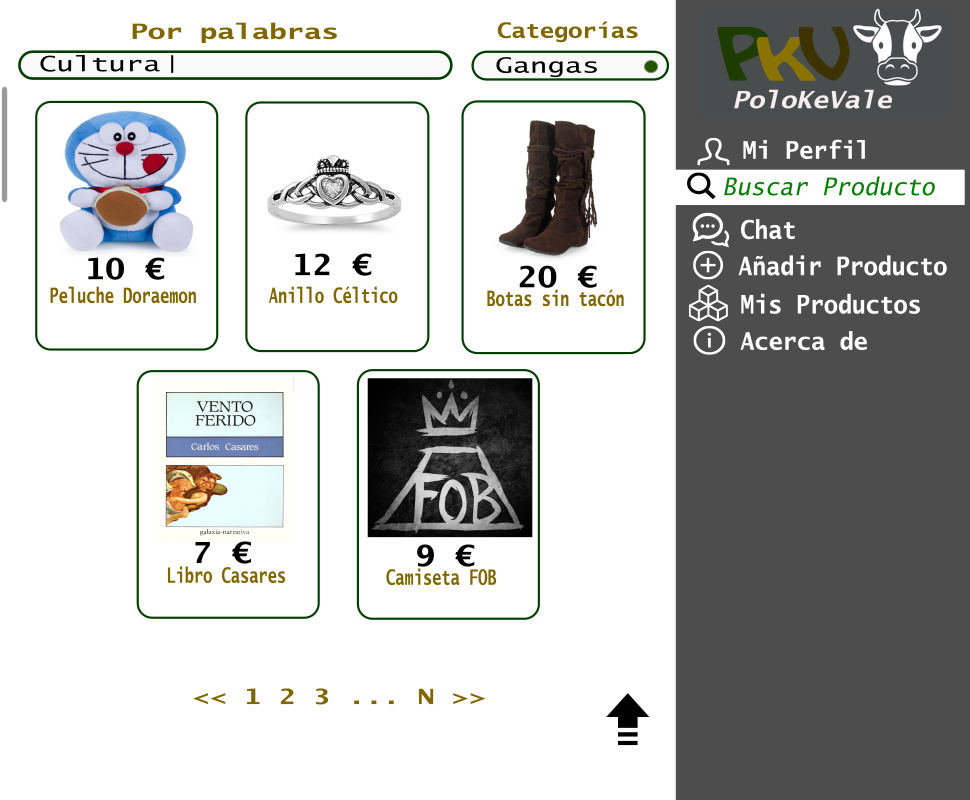 Por palabras
Categorías
Cultura|
Gangas
10 €
Peluche Doraemon
12 €
Anillo Céltico
20 €
Botas sin tacón
VENTO
FERIDO
Carlos Casares
galaxia-narrativa
7 €
Libro Casares
FOB
9 €
Camiseta FOB
<< 1 2 3 ... N >>
PKV
PoloKeVale
Mi Perfil
Buscar Producto
Chat
Añadir Producto
Mis Productos
Acerca de